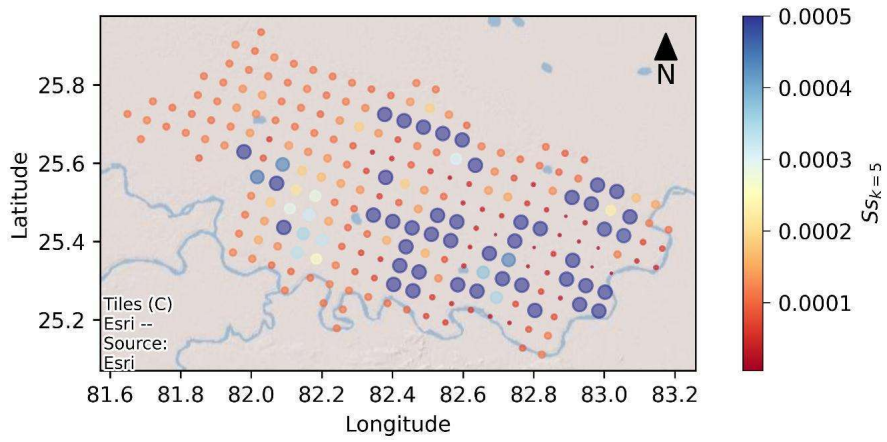 N
25.8
25.6
25.4
25.2
Latitude
Tiles (C)
Esri --
Source:
Esri
81.6 81.8 82.0 82.2 82.4 82.6 82.8 83.0 83.2
Longitude
0.0005
0.0004
0.0003
0.0002
0.0001
Ss_{k=5}